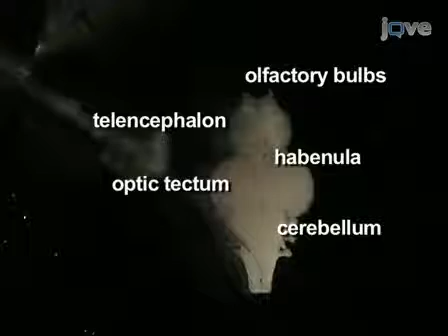 jove
olfactory bulbs
telencephalon
habenula
optic tectum
cerebellum